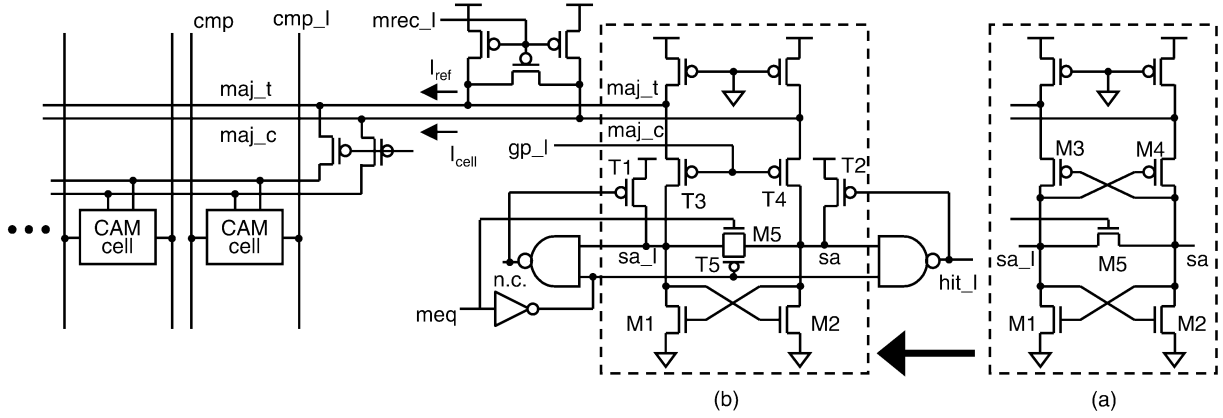 cmp
cmp_l
mrec_l
I_ref
maj_t
maj_t
maj_c
maj_c
I_cell
gp_l
T1
T2
M3
M4
T3
T4
CAM cell
CAM cell
sa_l
M5
sa
T5
n.c.
hit_l
sa_l
M5
sa
meq
M1
M2
M1
M2
(b)
(a)